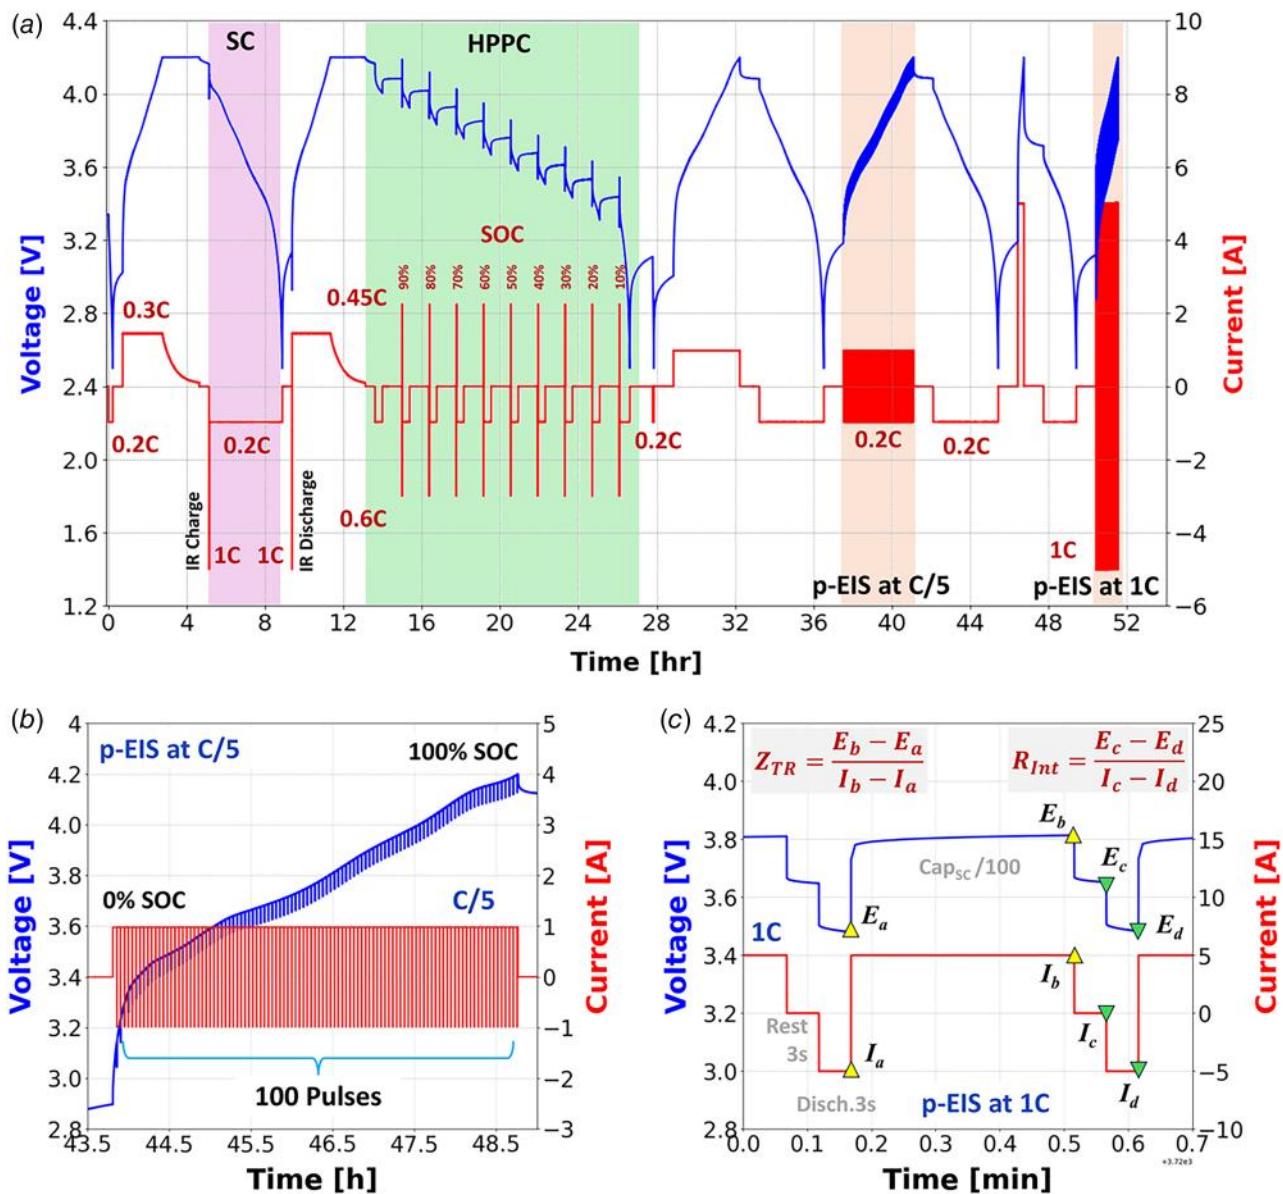 (a)
4.4
4.0
3.6
3.2
2.8
2.4
2.0
1.6
1.2
Voltage [V]
10
8
6
4
2
0
−2
−4
−6
Current [A]
SC
HPPC
SOC
90%
80%
70%
60%
50%
40%
30%
20%
10%
0.3C
0.45C
0.2C
0.2C
0.6C
0.2C
0.2C
0.2C
IR Charge
1C
1C
IR Discharge
1C
p-EIS at C/5
p-EIS at 1C
0 4 8 12 16 20 24 28 32 36 40 44 48 52
Time [hr]
(b)
4
4.2
4.0
3.8
3.6
3.4
3.2
3.0
2.8
Voltage [V]
5
4
3
2
1
0
−1
−2
−3
Current [A]
p-EIS at C/5
100% SOC
0% SOC
C/5
100 Pulses
43.5 44.5 45.5 46.5 47.5 48.5
Time [h]
(c)
4.2
4.0
3.8
3.6
3.4
3.2
3.0
2.8
Voltage [V]
25
20
15
10
5
0
−5
−10
Current [A]
Z_TR = (E_b − E_a) / (I_b − I_a)
R_Int = (E_c − E_d) / (I_c − I_d)
E_b
E_c
Cap_SC /100
E_a
E_d
1C
I_b
Rest
3s
I_c
I_a
I_d
Disch.3s
p-EIS at 1C
0.0 0.1 0.2 0.3 0.4 0.5 0.6 0.7
+3.72e3
Time [min]